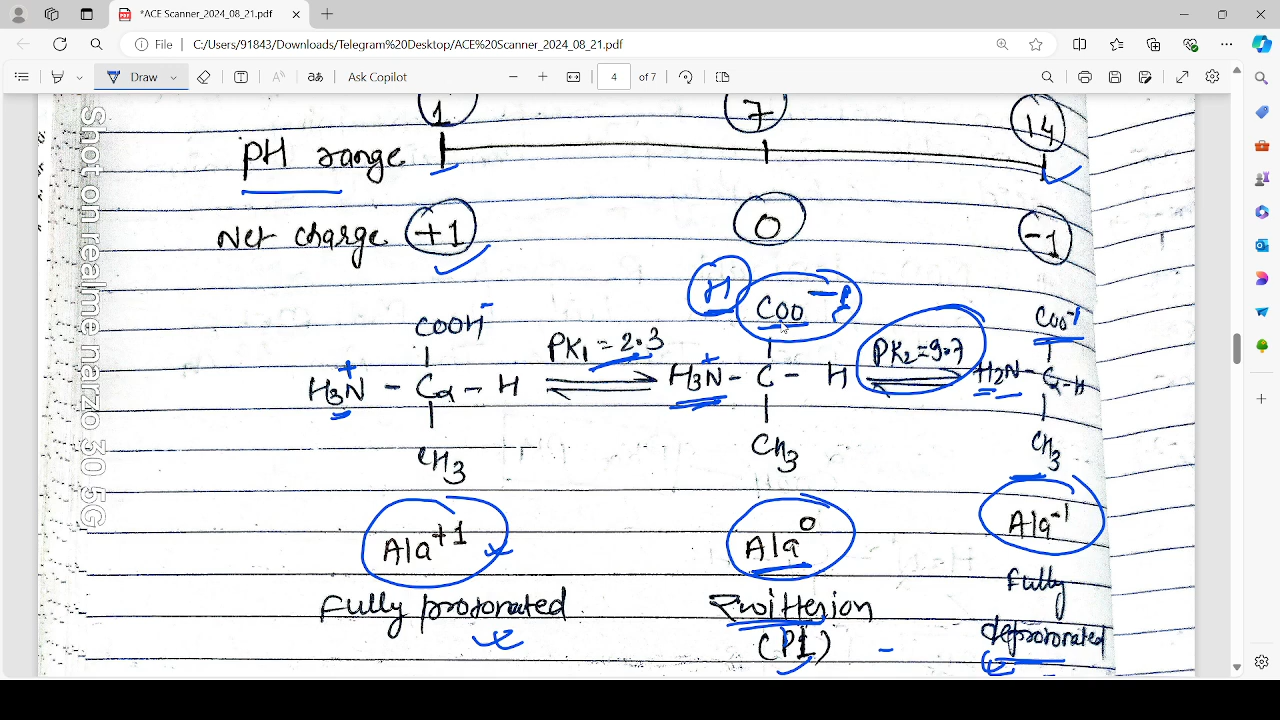 *ACE Scanner_2024_08_21.pdf
File
C:/Users/91843/Downloads/Telegram%20Desktop/ACE%20Scanner_2024_08_21.pdf
Draw
Ask Copilot
4 of 7
Shot on realme narzo 30 5G
1 7 14
PH range
Net charge +1 0 -1
H COO⁻
COOH⁻ COO⁻¹
PK₁ = 2.3 PK₂ = 9.7
H₃N⁺ - Cα - H H₃N⁺ - C - H H₂N - Cα - H
CH₃ CH₃ CH₃
Ala⁺¹ Ala⁰ Ala⁻¹
Fully protonated Zwitterion Fully deprotonated
(PI)